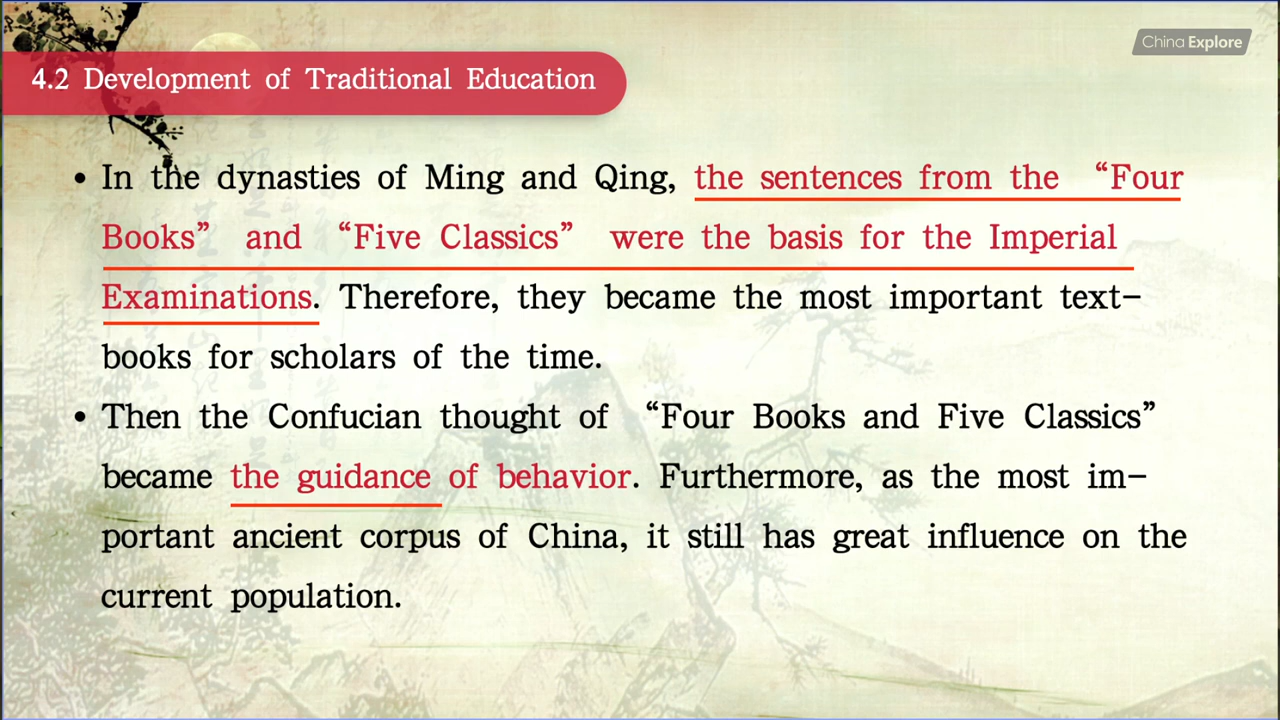 China Explore
4.2 Development of Traditional Education
• In the dynasties of Ming and Qing, the sentences from the “Four
Books” and “Five Classics” were the basis for the Imperial
Examinations. Therefore, they became the most important text-
books for scholars of the time.
• Then the Confucian thought of “Four Books and Five Classics”
became the guidance of behavior. Furthermore, as the most im-
portant ancient corpus of China, it still has great influence on the
current population.